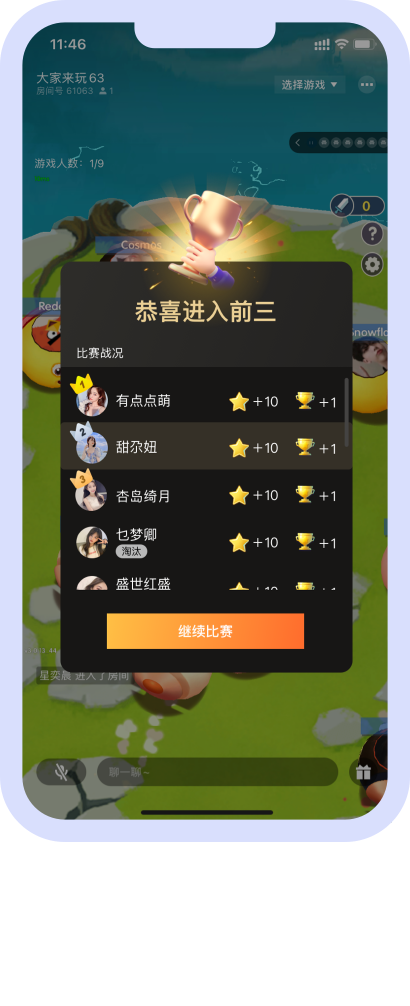 11:46
大家来玩63
房间号 61063 1
选择游戏
游戏人数: 1/9
0
?
Cosmos
Rede
Snowflo
恭喜进入前三
比赛战况
1 有点点萌 +10 +1
2 甜尕妞 +10 +1
3 杏岛绮月 +10 +1
乜梦卿 +10 +1
淘汰
盛世红盛
继续比赛
星奕宸 进入了房间
聊一聊~